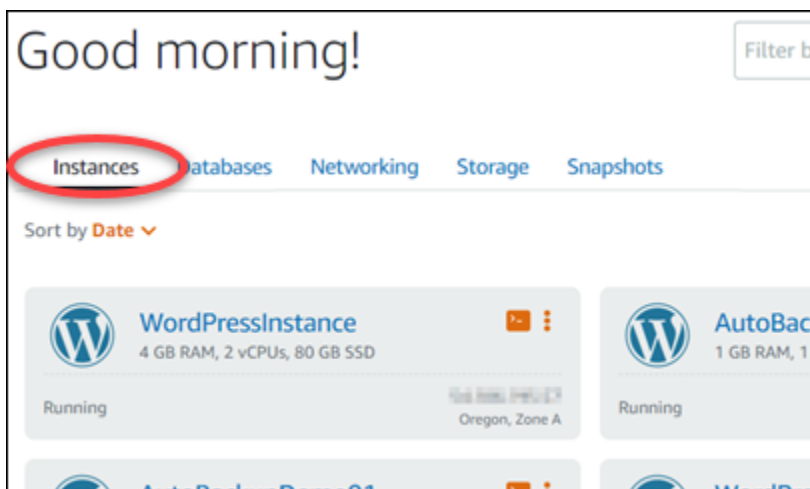 Good morning!
Filter b
Instances Databases Networking Storage Snapshots
Sort by Date
WordPressInstance
4 GB RAM, 2 vCPUs, 80 GB SSD
Running
Oregon, Zone A
AutoBac
1 GB RAM, 1
Running